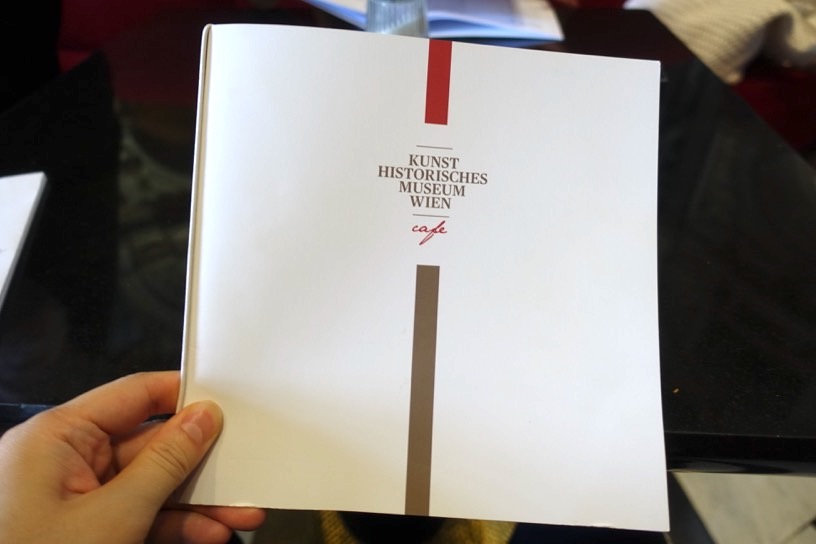 KUNST
HISTORISCHES
MUSEUM
WIEN
cafe